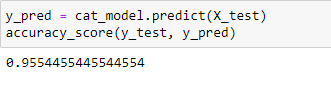 y_pred = cat_model.predict(X_test)
accuracy_score(y_test, y_pred)
0.9554455445544554